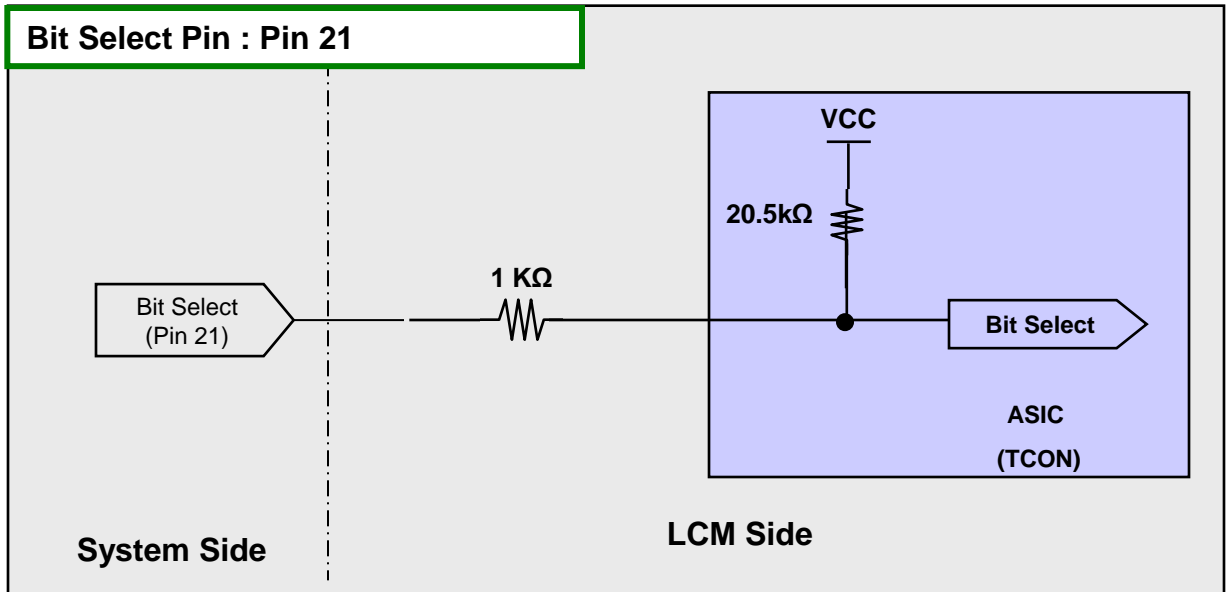 Bit Select Pin : Pin 21
VCC
20.5kΩ
1 KΩ
Bit Select
(Pin 21)
Bit Select
ASIC
(TCON)
System Side
LCM Side